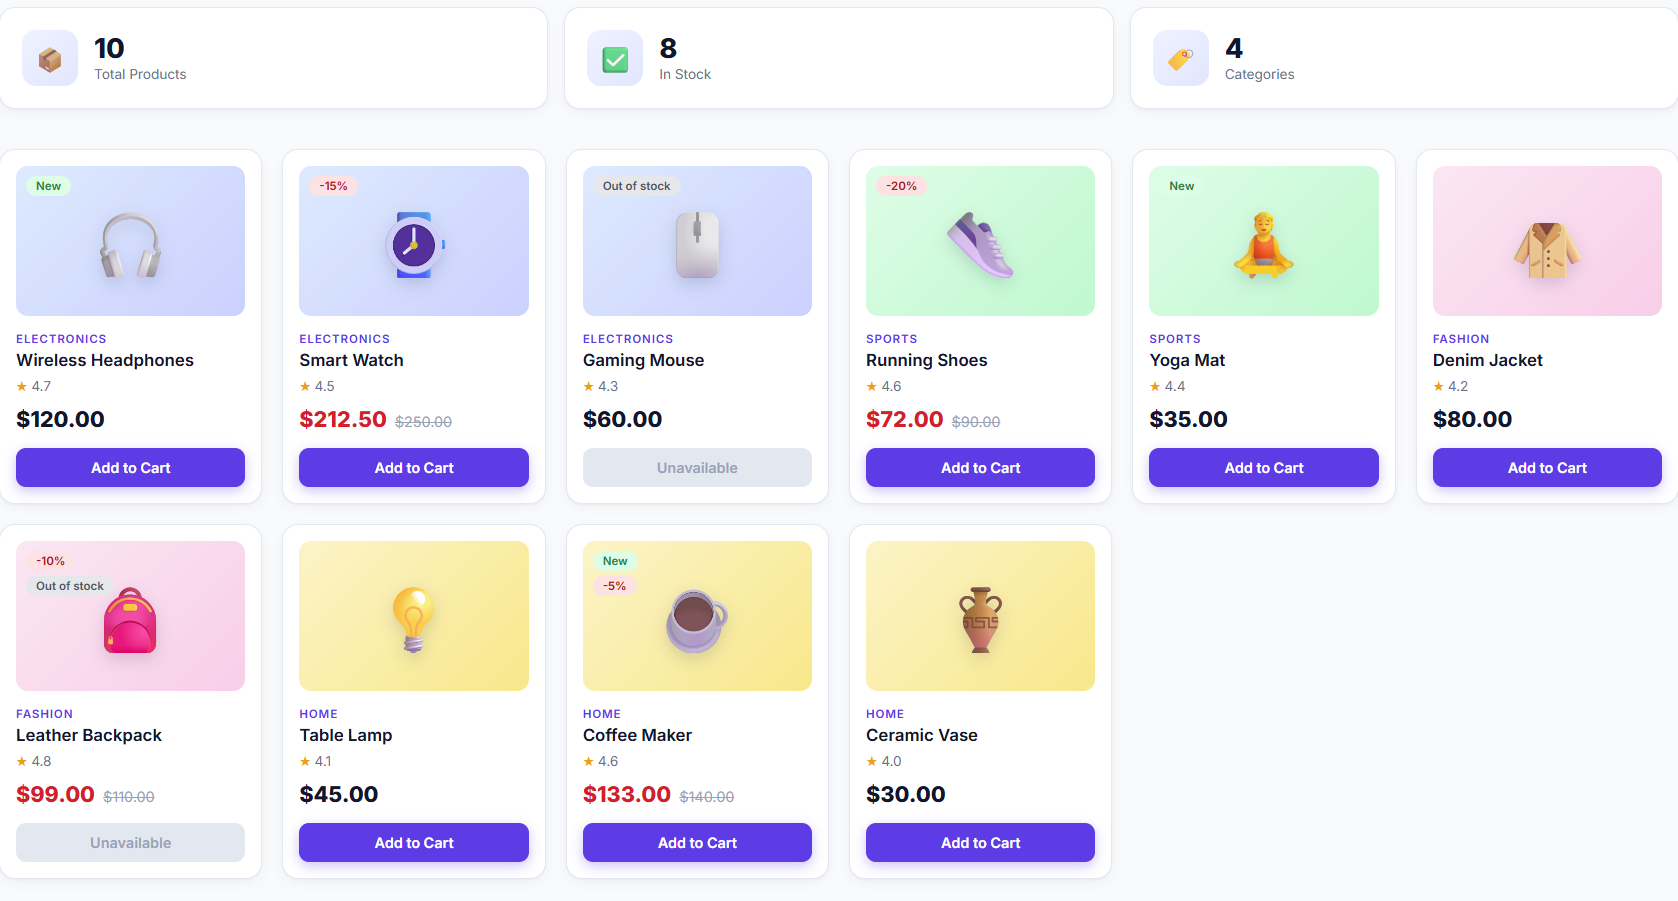 10
Total Products
8
In Stock
4
Categories
New
ELECTRONICS
Wireless Headphones
★ 4.7
$120.00
Add to Cart
-15%
ELECTRONICS
Smart Watch
★ 4.5
$212.50 $250.00
Add to Cart
Out of stock
ELECTRONICS
Gaming Mouse
★ 4.3
$60.00
Unavailable
-20%
SPORTS
Running Shoes
★ 4.6
$72.00 $90.00
Add to Cart
New
SPORTS
Yoga Mat
★ 4.4
$35.00
Add to Cart
FASHION
Denim Jacket
★ 4.2
$80.00
Add to Cart
-10%
Out of stock
FASHION
Leather Backpack
★ 4.8
$99.00 $110.00
Unavailable
HOME
Table Lamp
★ 4.1
$45.00
Add to Cart
New
-5%
HOME
Coffee Maker
★ 4.6
$133.00 $140.00
Add to Cart
HOME
Ceramic Vase
★ 4.0
$30.00
Add to Cart